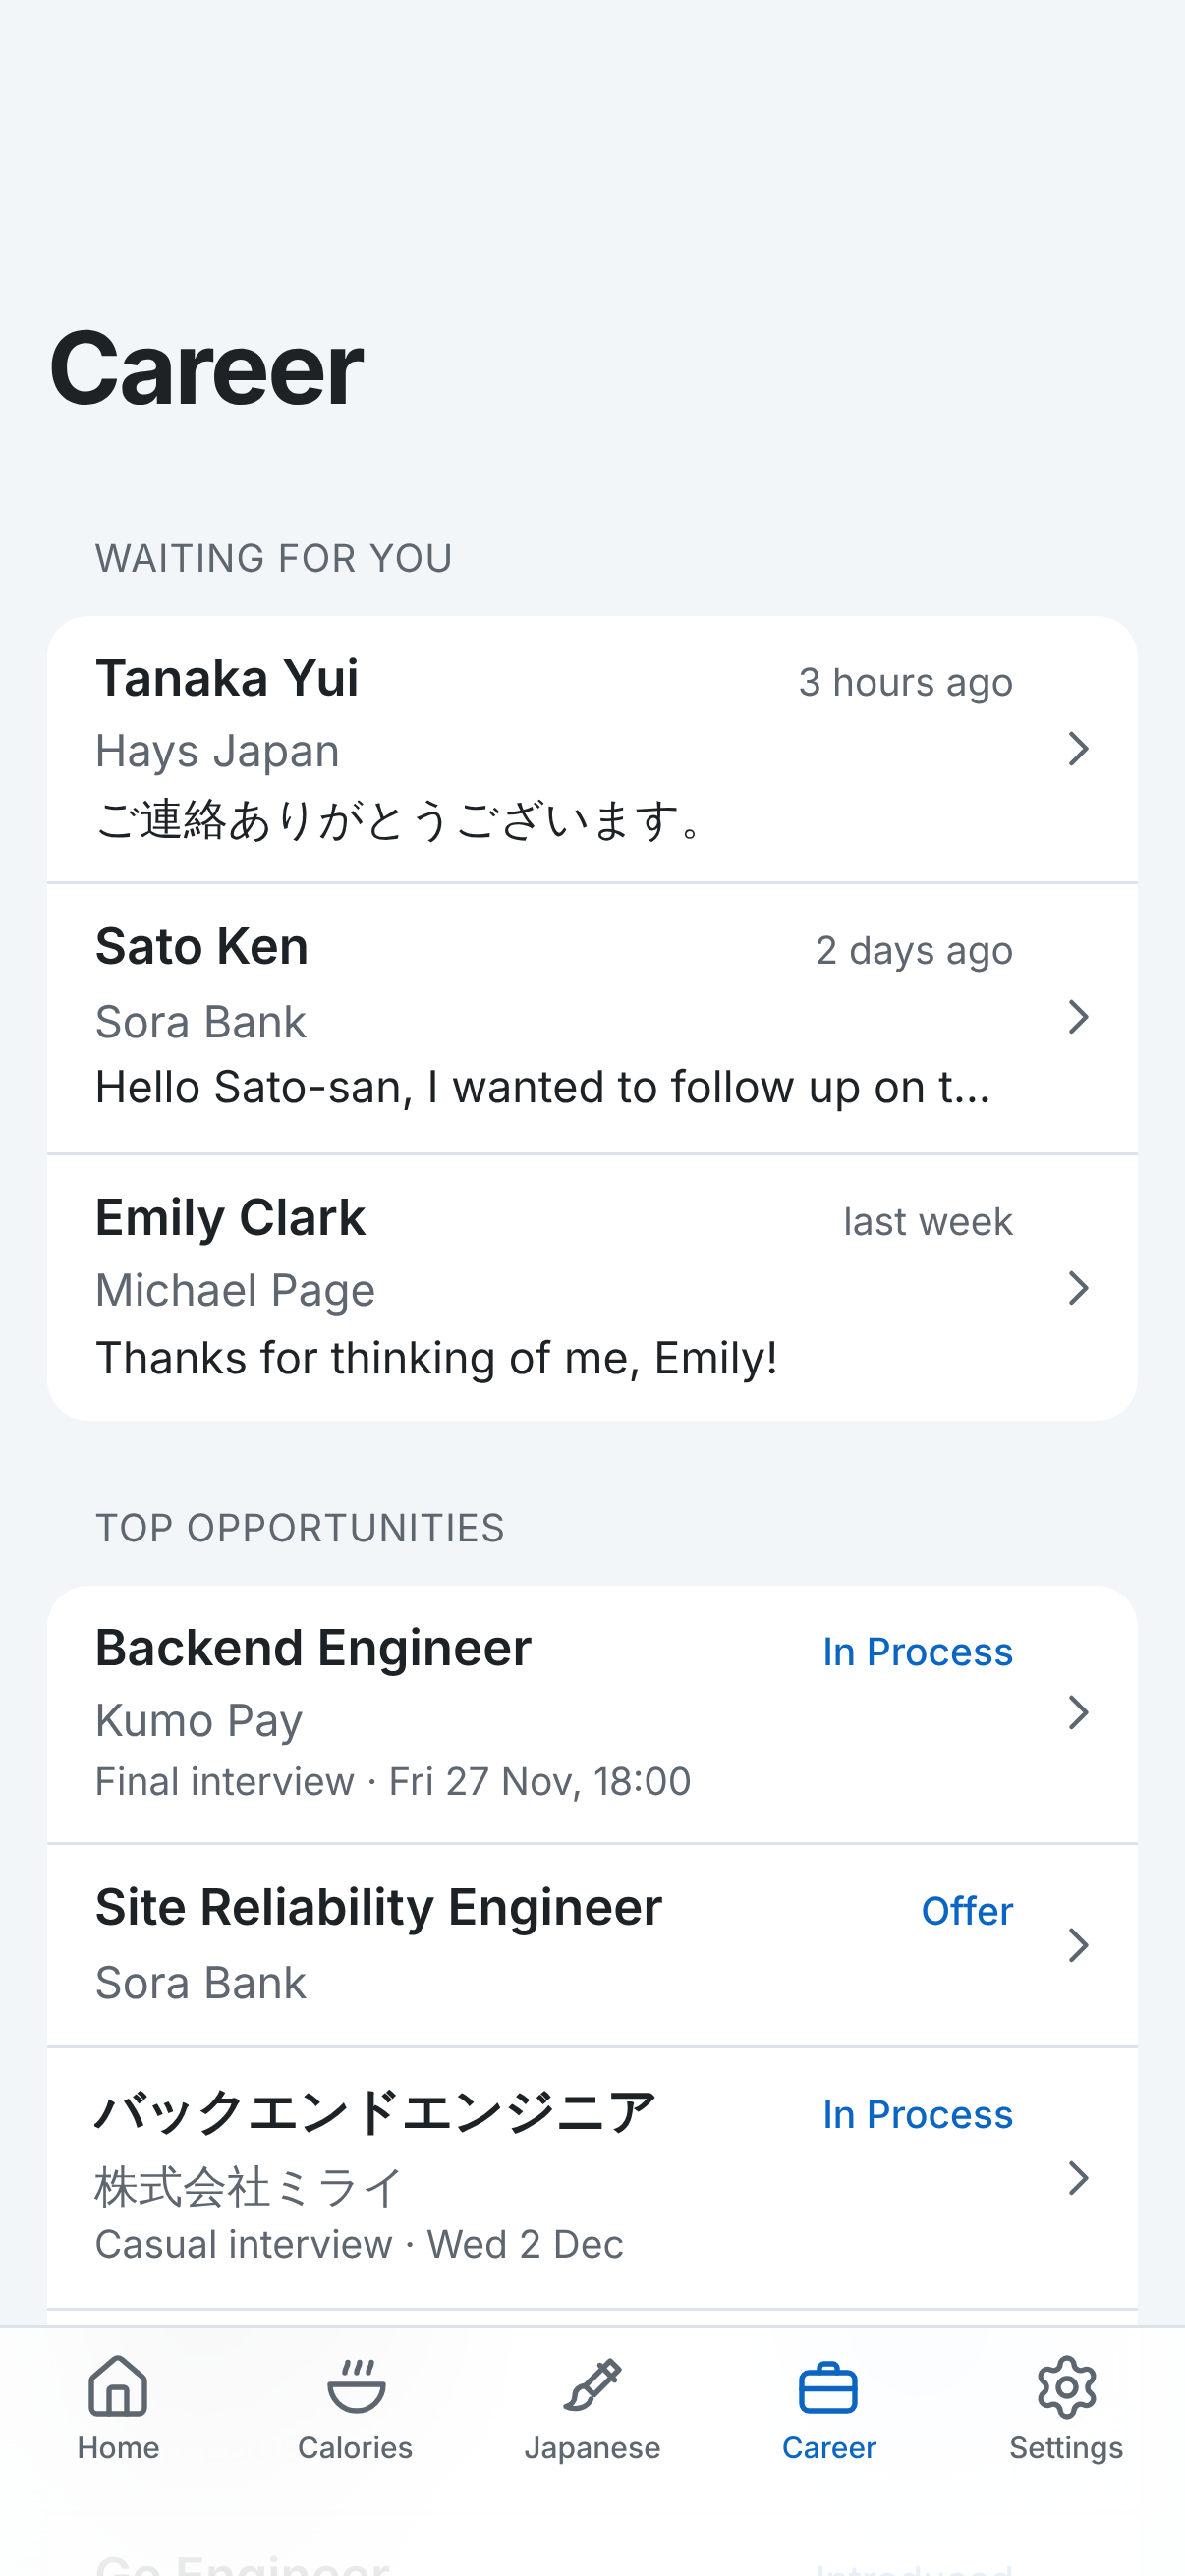 Career
WAITING FOR YOU
Tanaka Yui
3 hours ago
Hays Japan
ご連絡ありがとうございます。
Sato Ken
2 days ago
Sora Bank
Hello Sato-san, I wanted to follow up on t...
Emily Clark
last week
Michael Page
Thanks for thinking of me, Emily!
TOP OPPORTUNITIES
Backend Engineer
In Process
Kumo Pay
Final interview · Fri 27 Nov, 18:00
Site Reliability Engineer
Offer
Sora Bank
バックエンドエンジニア
In Process
株式会社ミライ
Casual interview · Wed 2 Dec
Home
Calories
Japanese
Career
Settings
Go Engineer
Introduced